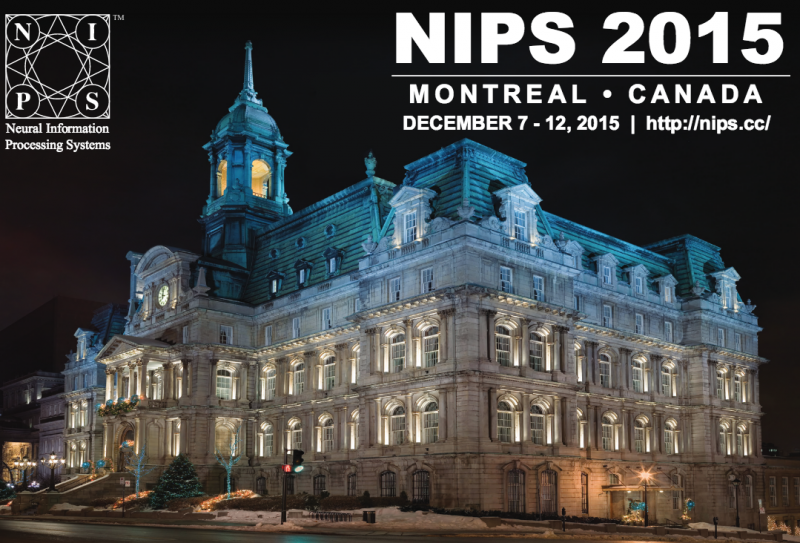 N I
P S
TM
Neural Information
Processing Systems
NIPS 2015
MONTREAL • CANADA
DECEMBER 7 - 12, 2015 | http://nips.cc/